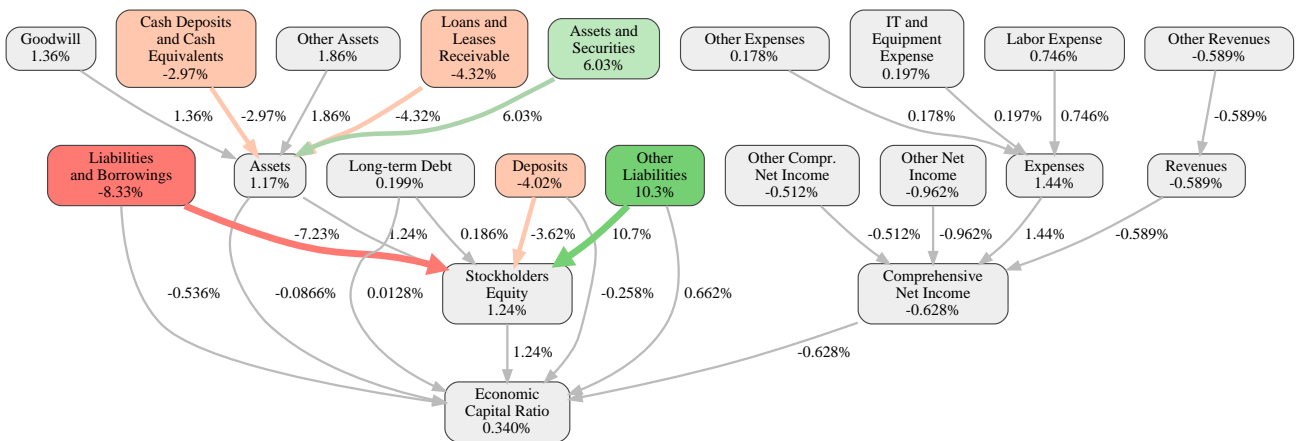 Goodwill
1.36%
Cash Deposits
and Cash
Equivalents
-2.97%
Other Assets
1.86%
Loans and
Leases
Receivable
-4.32%
Assets and
Securities
6.03%
Other Expenses
0.178%
IT and
Equipment
Expense
0.197%
Labor Expense
0.746%
Other Revenues
-0.589%
1.36%
-2.97%
1.86%
-4.32%
6.03%
0.178%
0.197%
0.746%
-0.589%
Liabilities
and Borrowings
-8.33%
Assets
1.17%
Long-term Debt
0.199%
Deposits
-4.02%
Other
Liabilities
10.3%
Other Compr.
Net Income
-0.512%
Other Net
Income
-0.962%
Expenses
1.44%
Revenues
-0.589%
-7.23%
1.24%
0.186%
-3.62%
10.7%
-0.512%
-0.962%
1.44%
-0.589%
-0.536%
-0.0866%
0.0128%
Stockholders
Equity
1.24%
-0.258%
0.662%
Comprehensive
Net Income
-0.628%
1.24%
-0.628%
Economic
Capital Ratio
0.340%